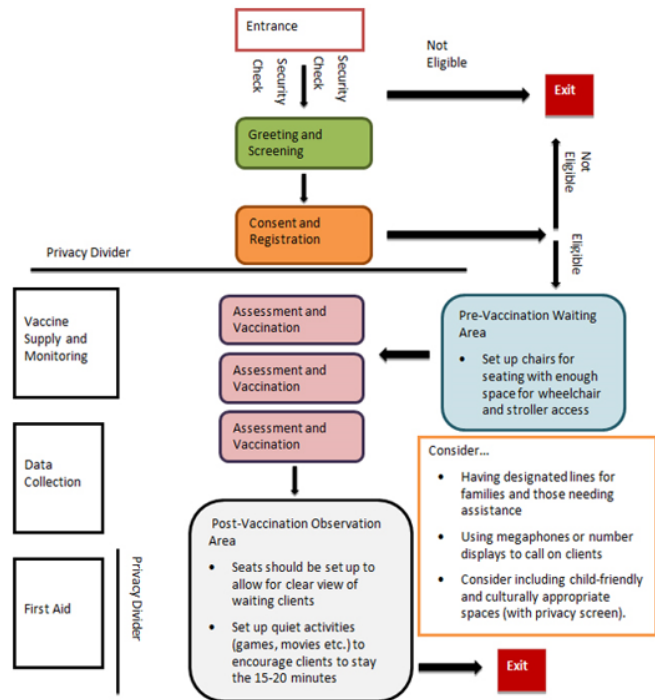 Entrance
Security
Check
Security
Check
Not
Eligible
Exit
Greeting and
Screening
Not
Eligible
Consent and
Registration
Eligible
Privacy Divider
Vaccine
Supply and
Monitoring
Assessment and
Vaccination
Assessment and
Vaccination
Assessment and
Vaccination
Pre-Vaccination Waiting
Area
• Set up chairs for
seating with enough
space for wheelchair
and stroller access
Data
Collection
Consider...
• Having designated lines for
families and those needing
assistance
• Using megaphones or number
displays to call on clients
• Consider including child-friendly
and culturally appropriate
spaces (with privacy screen).
First Aid
Privacy Divider
Post-Vaccination Observation
Area
• Seats should be set up to
allow for clear view of
waiting clients
• Set up quiet activities
(games, movies etc.) to
encourage clients to stay
the 15-20 minutes
Exit